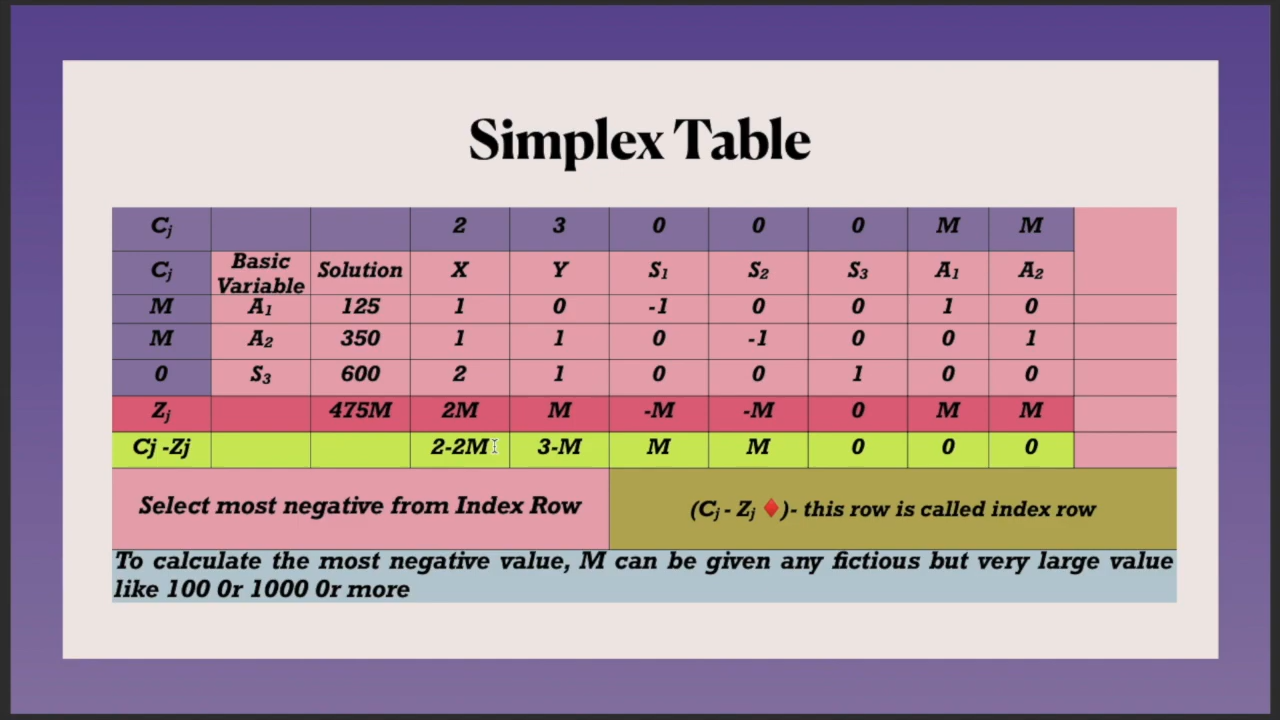 Simplex Table
Cj 2 3 0 0 0 M M
Cj Basic Variable Solution X Y S1 S2 S3 A1 A2
M A1 125 1 0 -1 0 0 1 0
M A2 350 1 1 0 -1 0 0 1
0 S3 600 2 1 0 0 1 0 0
Zj 475M 2M M -M -M 0 M M
Cj -Zj 2-2M 3-M M M 0 0 0
Select most negative from Index Row
(Cj - Zj ♦)- this row is called index row
To calculate the most negative value, M can be given any fictious but very large value
like 100 0r 1000 0r more